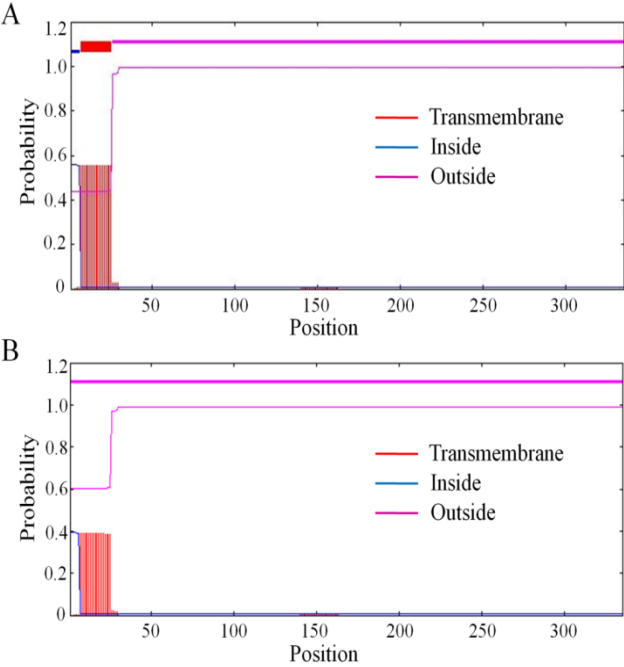 A
1.2
1.0
0.8
0.6
0.4
0.2
0
Probability
Transmembrane
Inside
Outside
50 100 150 200 250 300
Position
B
1.2
1.0
0.8
0.6
0.4
0.2
0
Probability
Transmembrane
Inside
Outside
50 100 150 200 250 300
Position